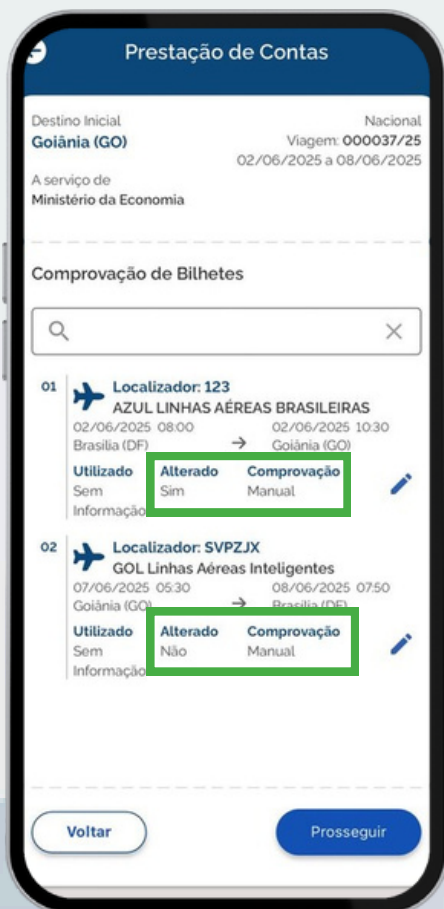 Prestação de Contas
Destino Inicial Nacional
Goiânia (GO) Viagem: 000037/25
02/06/2025 a 08/06/2025
A serviço de
Ministério da Economia
Comprovação de Bilhetes
01 Localizador: 123
AZUL LINHAS AÉREAS BRASILEIRAS
02/06/2025 08:00 02/06/2025 10:30
Brasília (DF) → Goiânia (GO)
Utilizado Alterado Comprovação
Sem Sim Manual
Informação
02 Localizador: SVPZJX
GOL Linhas Aéreas Inteligentes
07/06/2025 05:30 08/06/2025 07:50
Goiânia (GO) → Brasília (DF)
Utilizado Alterado Comprovação
Sem Não Manual
Informação
Voltar Prosseguir